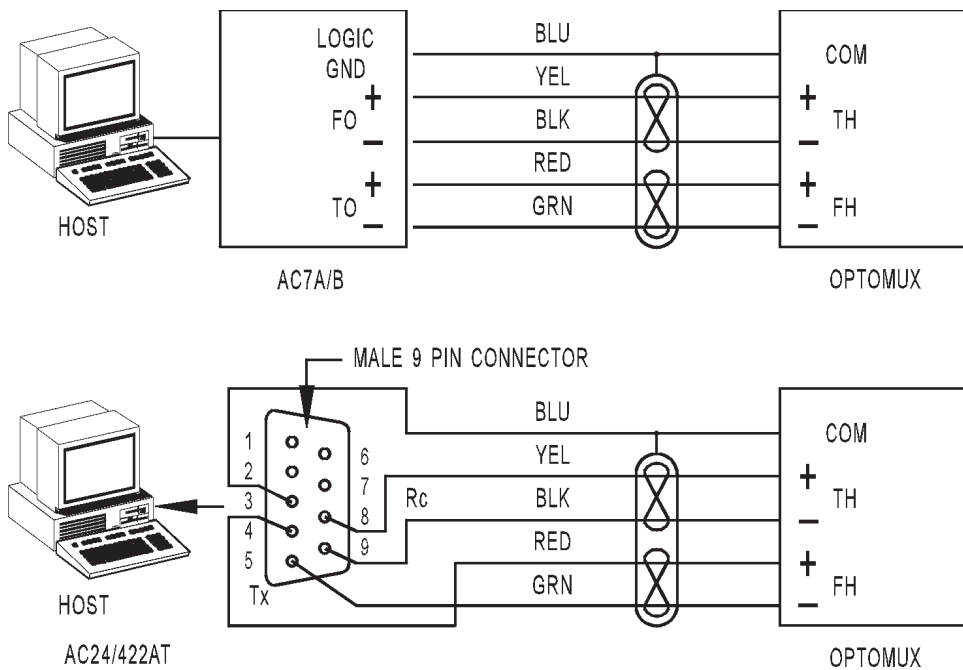 LOGIC
GND
+
FO
−
+
TO
−
HOST
AC7A/B
BLU
YEL
BLK
RED
GRN
COM
+
TH
−
+
FH
−
OPTOMUX
MALE 9 PIN CONNECTOR
1
2
3
4
5
6
7
8
9
Rc
Tx
HOST
AC24/422AT
BLU
YEL
BLK
RED
GRN
COM
+
TH
−
+
FH
−
OPTOMUX